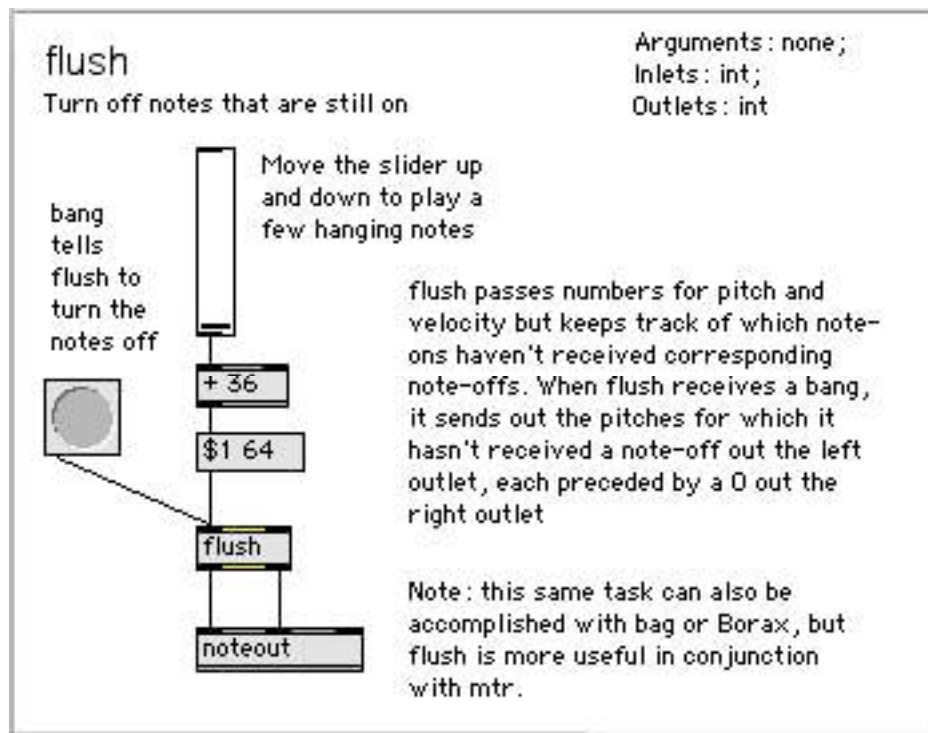 flush
Turn off notes that are still on
Arguments: none;
Inlets: int;
Outlets: int
Move the slider up
and down to play a
few hanging notes
bang
tells
flush to
turn the
notes off
+ 36
$1 64
flush
noteout
flush passes numbers for pitch and
velocity but keeps track of which note-
ons haven't received corresponding
note-offs. When flush receives a bang,
it sends out the pitches for which it
hasn't received a note-off out the left
outlet, each preceded by a 0 out the
right outlet
Note: this same task can also be
accomplished with bag or Borax, but
flush is more useful in conjunction
with mtr.